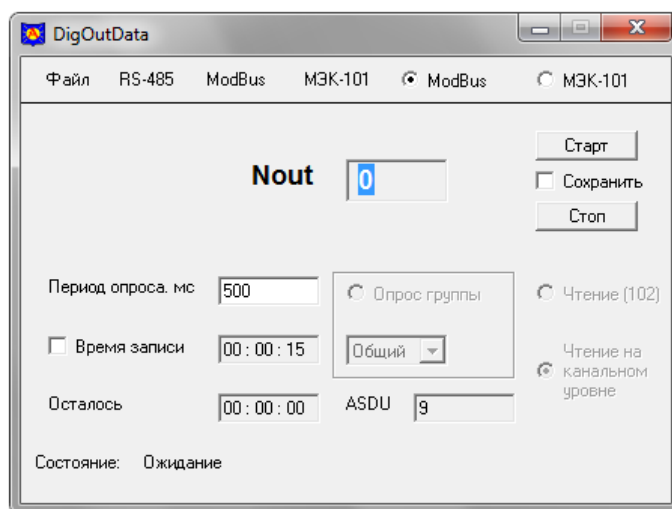 DigOutData
Файл RS-485 ModBus МЭК-101 ModBus МЭК-101
Старт
Nout 0
Сохранить
Стоп
Период опроса. мс 500
Опрос группы
Чтение (102)
Время записи 00 : 00 : 15
Общий
Чтение на
канальном
уровне
Осталось 00 : 00 : 00
ASDU 9
Состояние: Ожидание